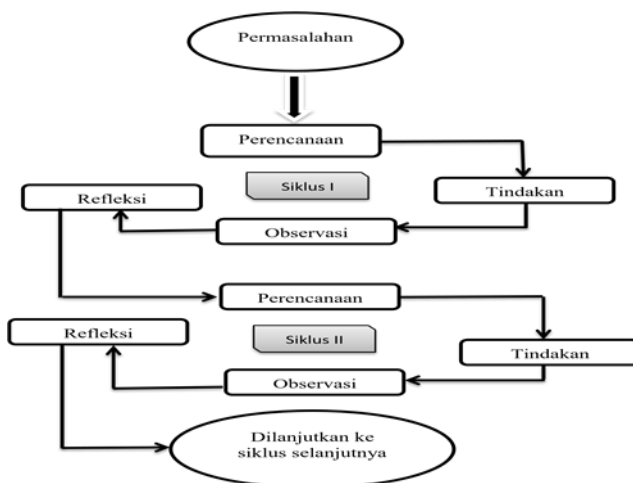 Permasalahan
Perencanaan
Siklus I
Tindakan
Refleksi
Observasi
Perencanaan
Refleksi
Siklus II
Tindakan
Observasi
Dilanjutkan ke
siklus selanjutnya